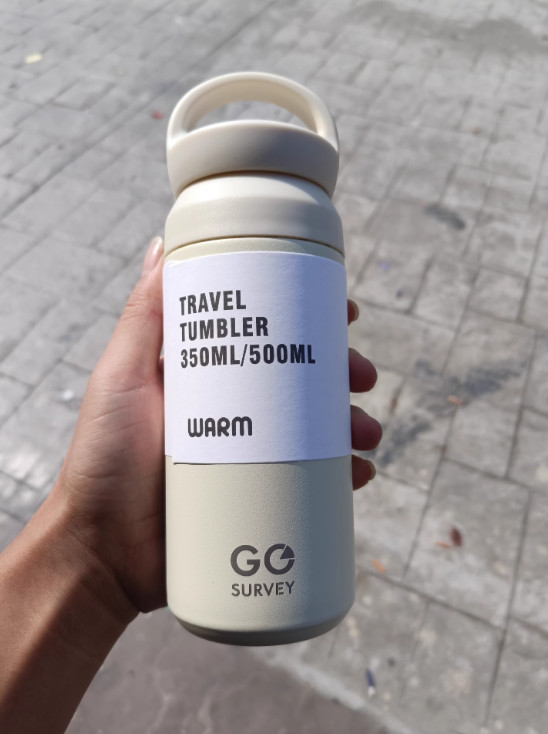 TRAVEL
TUMBLER
350ML/500ML
WARM
GO
SURVEY